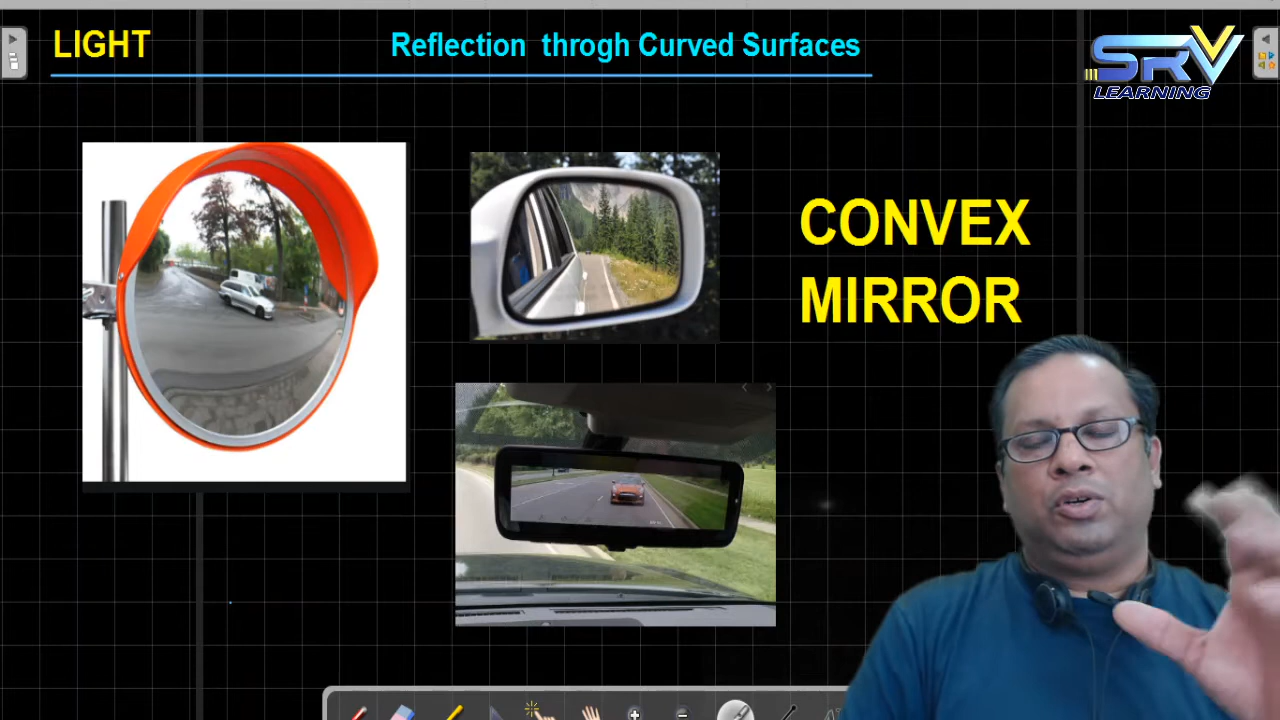 LIGHT
Reflection throgh Curved Surfaces
SRV
LEARNING
CONVEX
MIRROR